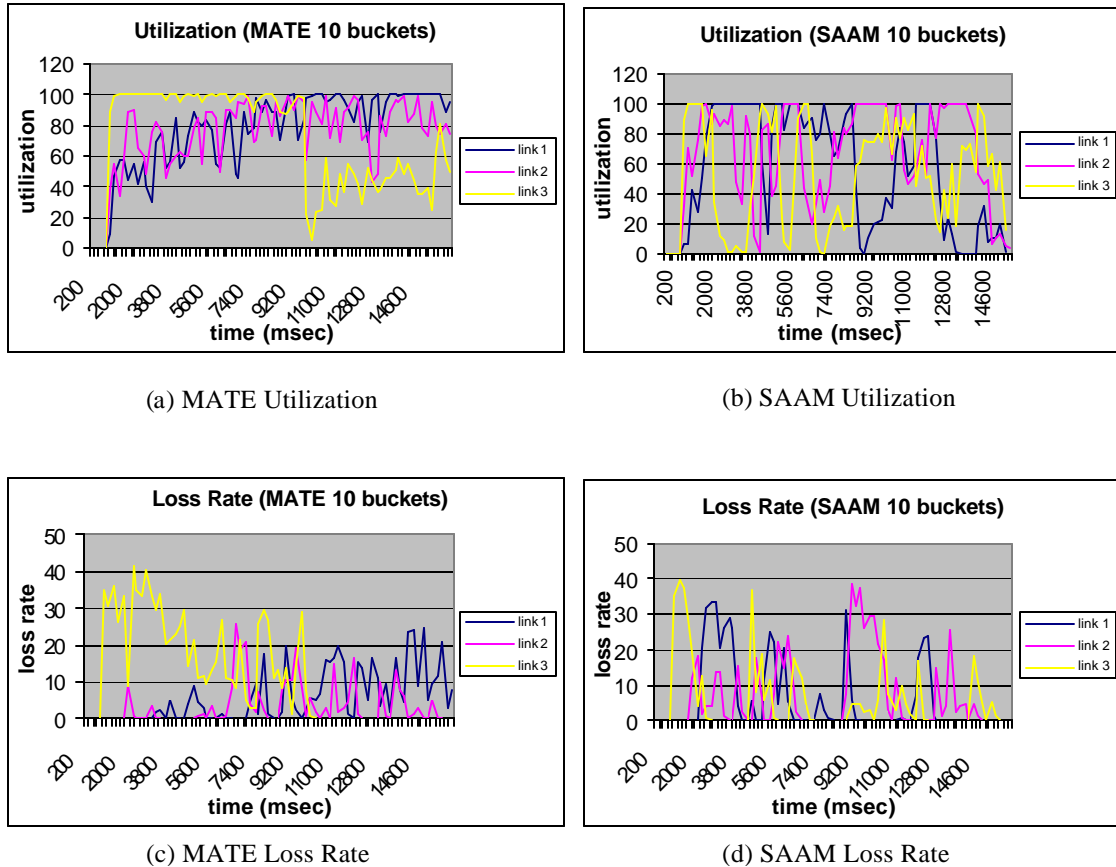 Utilization (MATE 10 buckets)
120
100
80
60
40
20
0
utilization
200
2000
3800
5600
7400
9200
11000
12800
14600
time (msec)
link 1
link 2
link 3
(a) MATE Utilization
Utilization (SAAM 10 buckets)
120
100
80
60
40
20
0
utilization
200
2000
3800
5600
7400
9200
11000
12800
14600
time (msec)
link 1
link 2
link 3
(b) SAAM Utilization
Loss Rate (MATE 10 buckets)
50
40
30
20
10
0
loss rate
200
2000
3800
5600
7400
9200
11000
12800
14600
time (msec)
link 1
link 2
link 3
(c) MATE Loss Rate
Loss Rate (SAAM 10 buckets)
50
40
30
20
10
0
loss rate
200
2000
3800
5600
7400
9200
11000
12800
14600
time (msec)
link 1
link 2
link 3
(d) SAAM Loss Rate